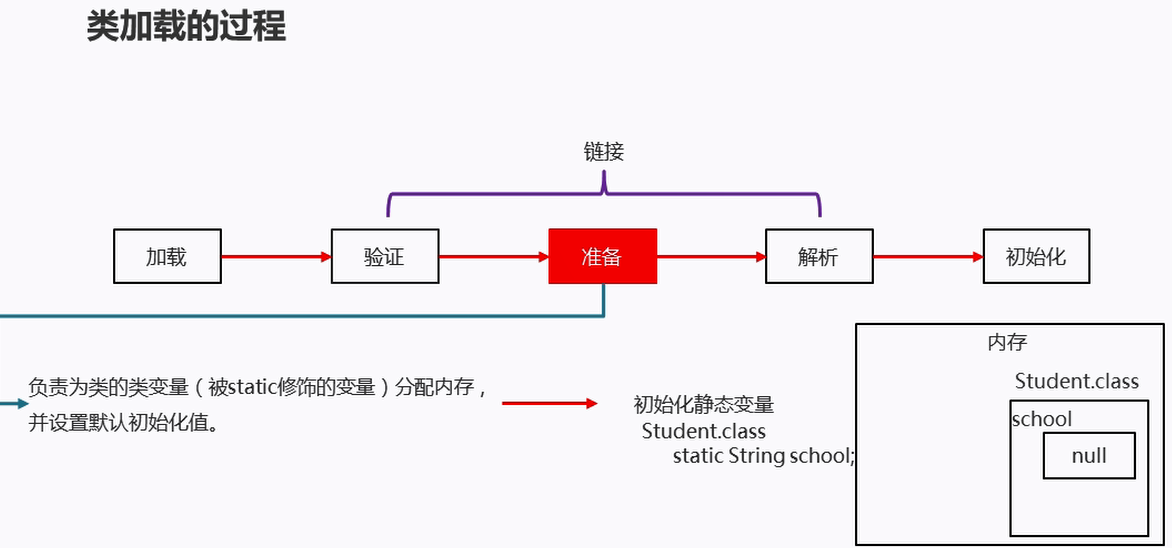 类加载的过程
链接
加载
验证
准备
解析
初始化
负责为类的类变量（被static修饰的变量）分配内存，
并设置默认初始化值。
初始化静态变量
Student.class
static String school;
内存
Student.class
school
null